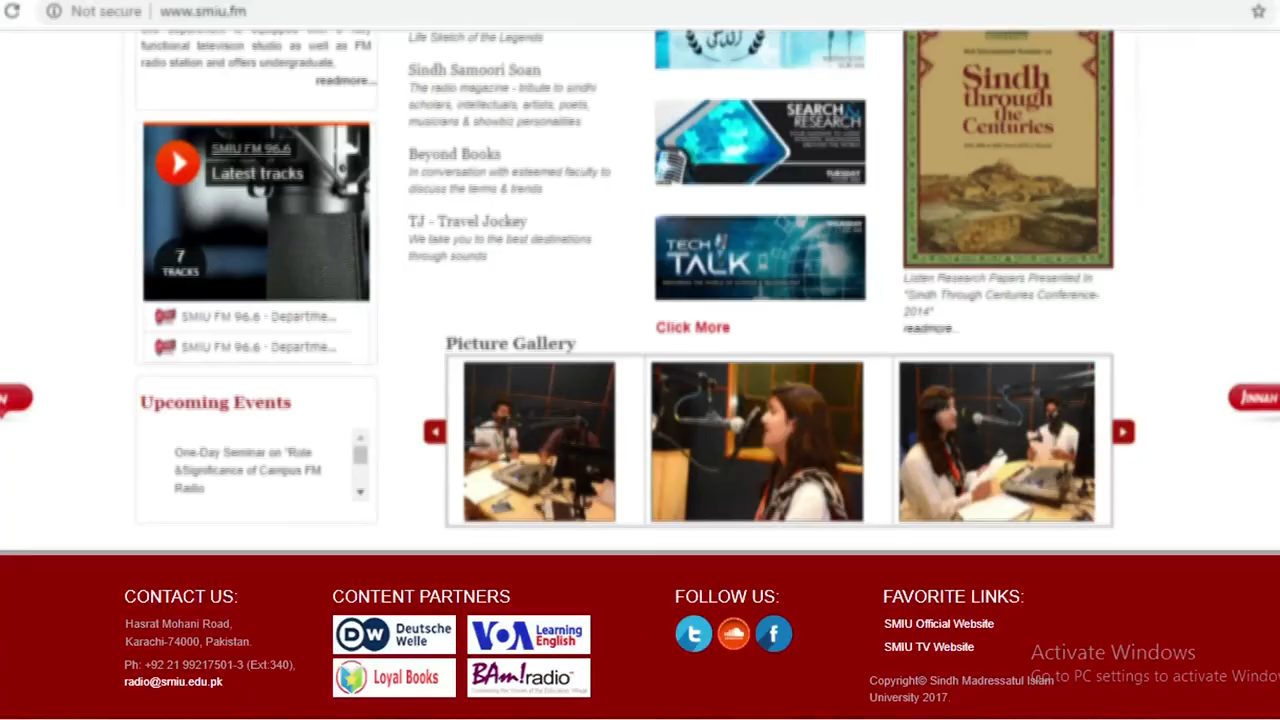 Not secure
www.smiu.fm
functional television studio as well as FM
radio station and offers undergraduate.
readmore...
SMIU FM 96.6
Latest tracks
7
TRACKS
SMIU FM 96.6 - Departme...
SMIU FM 96.6 - Departme...
Upcoming Events
One-Day Seminar on "Role
&Significance of Campus FM
Radio
Life Sketch of the Legends
Sindh Samoori Soan
The radio magazine - tribute to sindhi
scholars, intellectuals, artists, poets,
musicians & showbiz personalities
Beyond Books
In conversation with esteemed faculty to
discuss the terms & trends
TJ - Travel Jockey
We take you to the best destinations
through sounds
SEARCH &
RESEARCH
TUESDAY
TECH
TALK
Click More
Sindh
through
the
Centuries
Listen Research Papers Presented In
"Sindh Through Centuries Conference-
2014"
readmore..
Picture Gallery
JINNAH
CONTACT US:
Hasrat Mohani Road,
Karachi-74000, Pakistan.
Ph: +92 21 99217501-3 (Ext:340),
radio@smiu.edu.pk
CONTENT PARTNERS
DW Deutsche
Welle
VOA Learning
English
Loyal Books
BAm!radio
FOLLOW US:
FAVORITE LINKS:
SMIU Official Website
SMIU TV Website
Copyright© Sindh Madressatul Islam
University 2017.
Activate Windows
Go to PC settings to activate Windo